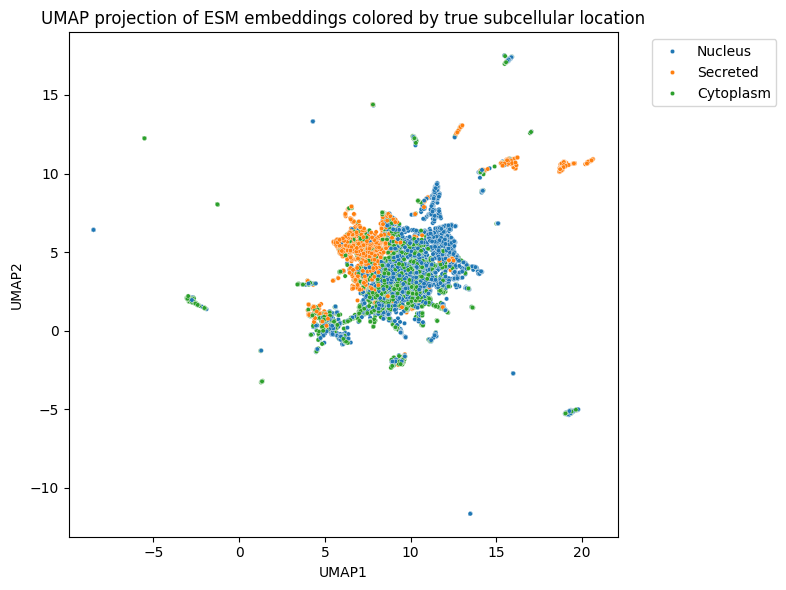 UMAP projection of ESM embeddings colored by true subcellular location
Nucleus
Secreted
Cytoplasm
15
10
5
0
−5
−10
UMAP2
−5
0
5
10
15
20
UMAP1